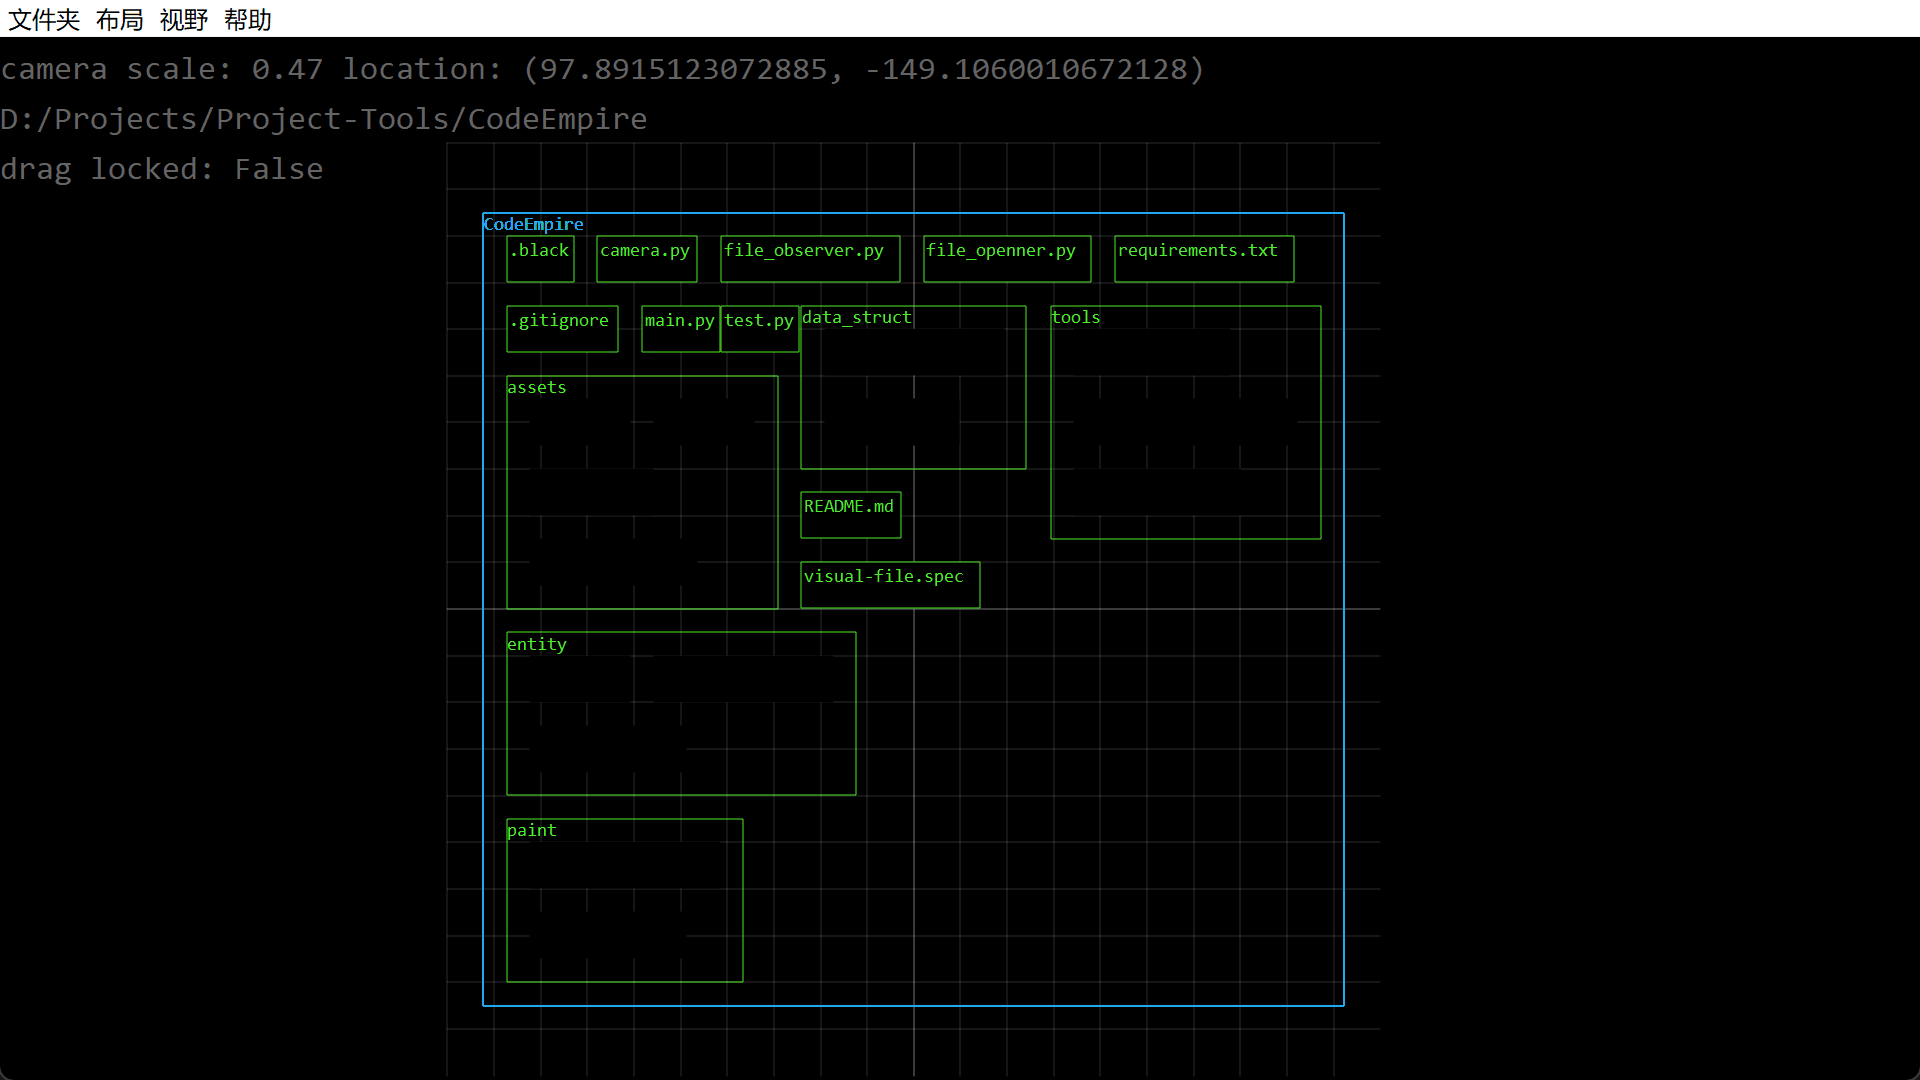 文件夹 布局 视野 帮助
camera scale: 0.47 location: (97.8915123072885, -149.1060010672128)
D:/Projects/Project-Tools/CodeEmpire
drag locked: False
CodeEmpire
.black camera.py file_observer.py file_openner.py requirements.txt
.gitignore main.py test.py data_struct tools
assets
README.md
visual-file.spec
entity
paint